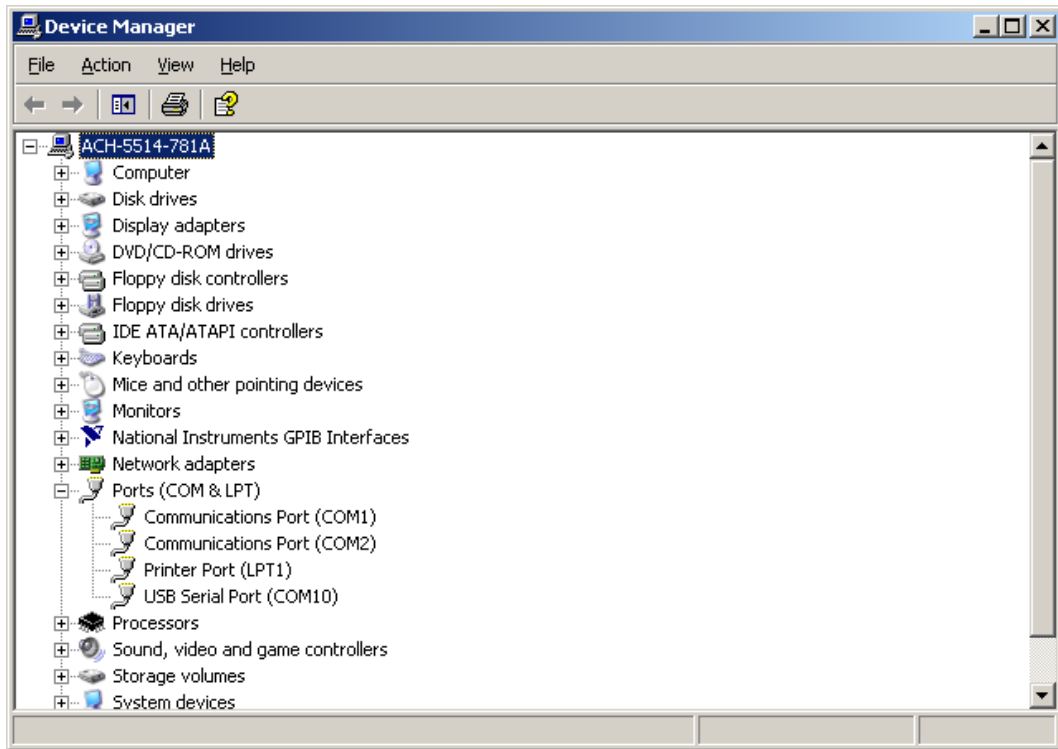 Device Manager
File Action View Help
ACH-5514-781A
Computer
Disk drives
Display adapters
DVD/CD-ROM drives
Floppy disk controllers
Floppy disk drives
IDE ATA/ATAPI controllers
Keyboards
Mice and other pointing devices
Monitors
National Instruments GPIB Interfaces
Network adapters
Ports (COM & LPT)
Communications Port (COM1)
Communications Port (COM2)
Printer Port (LPT1)
USB Serial Port (COM10)
Processors
Sound, video and game controllers
Storage volumes
System devices